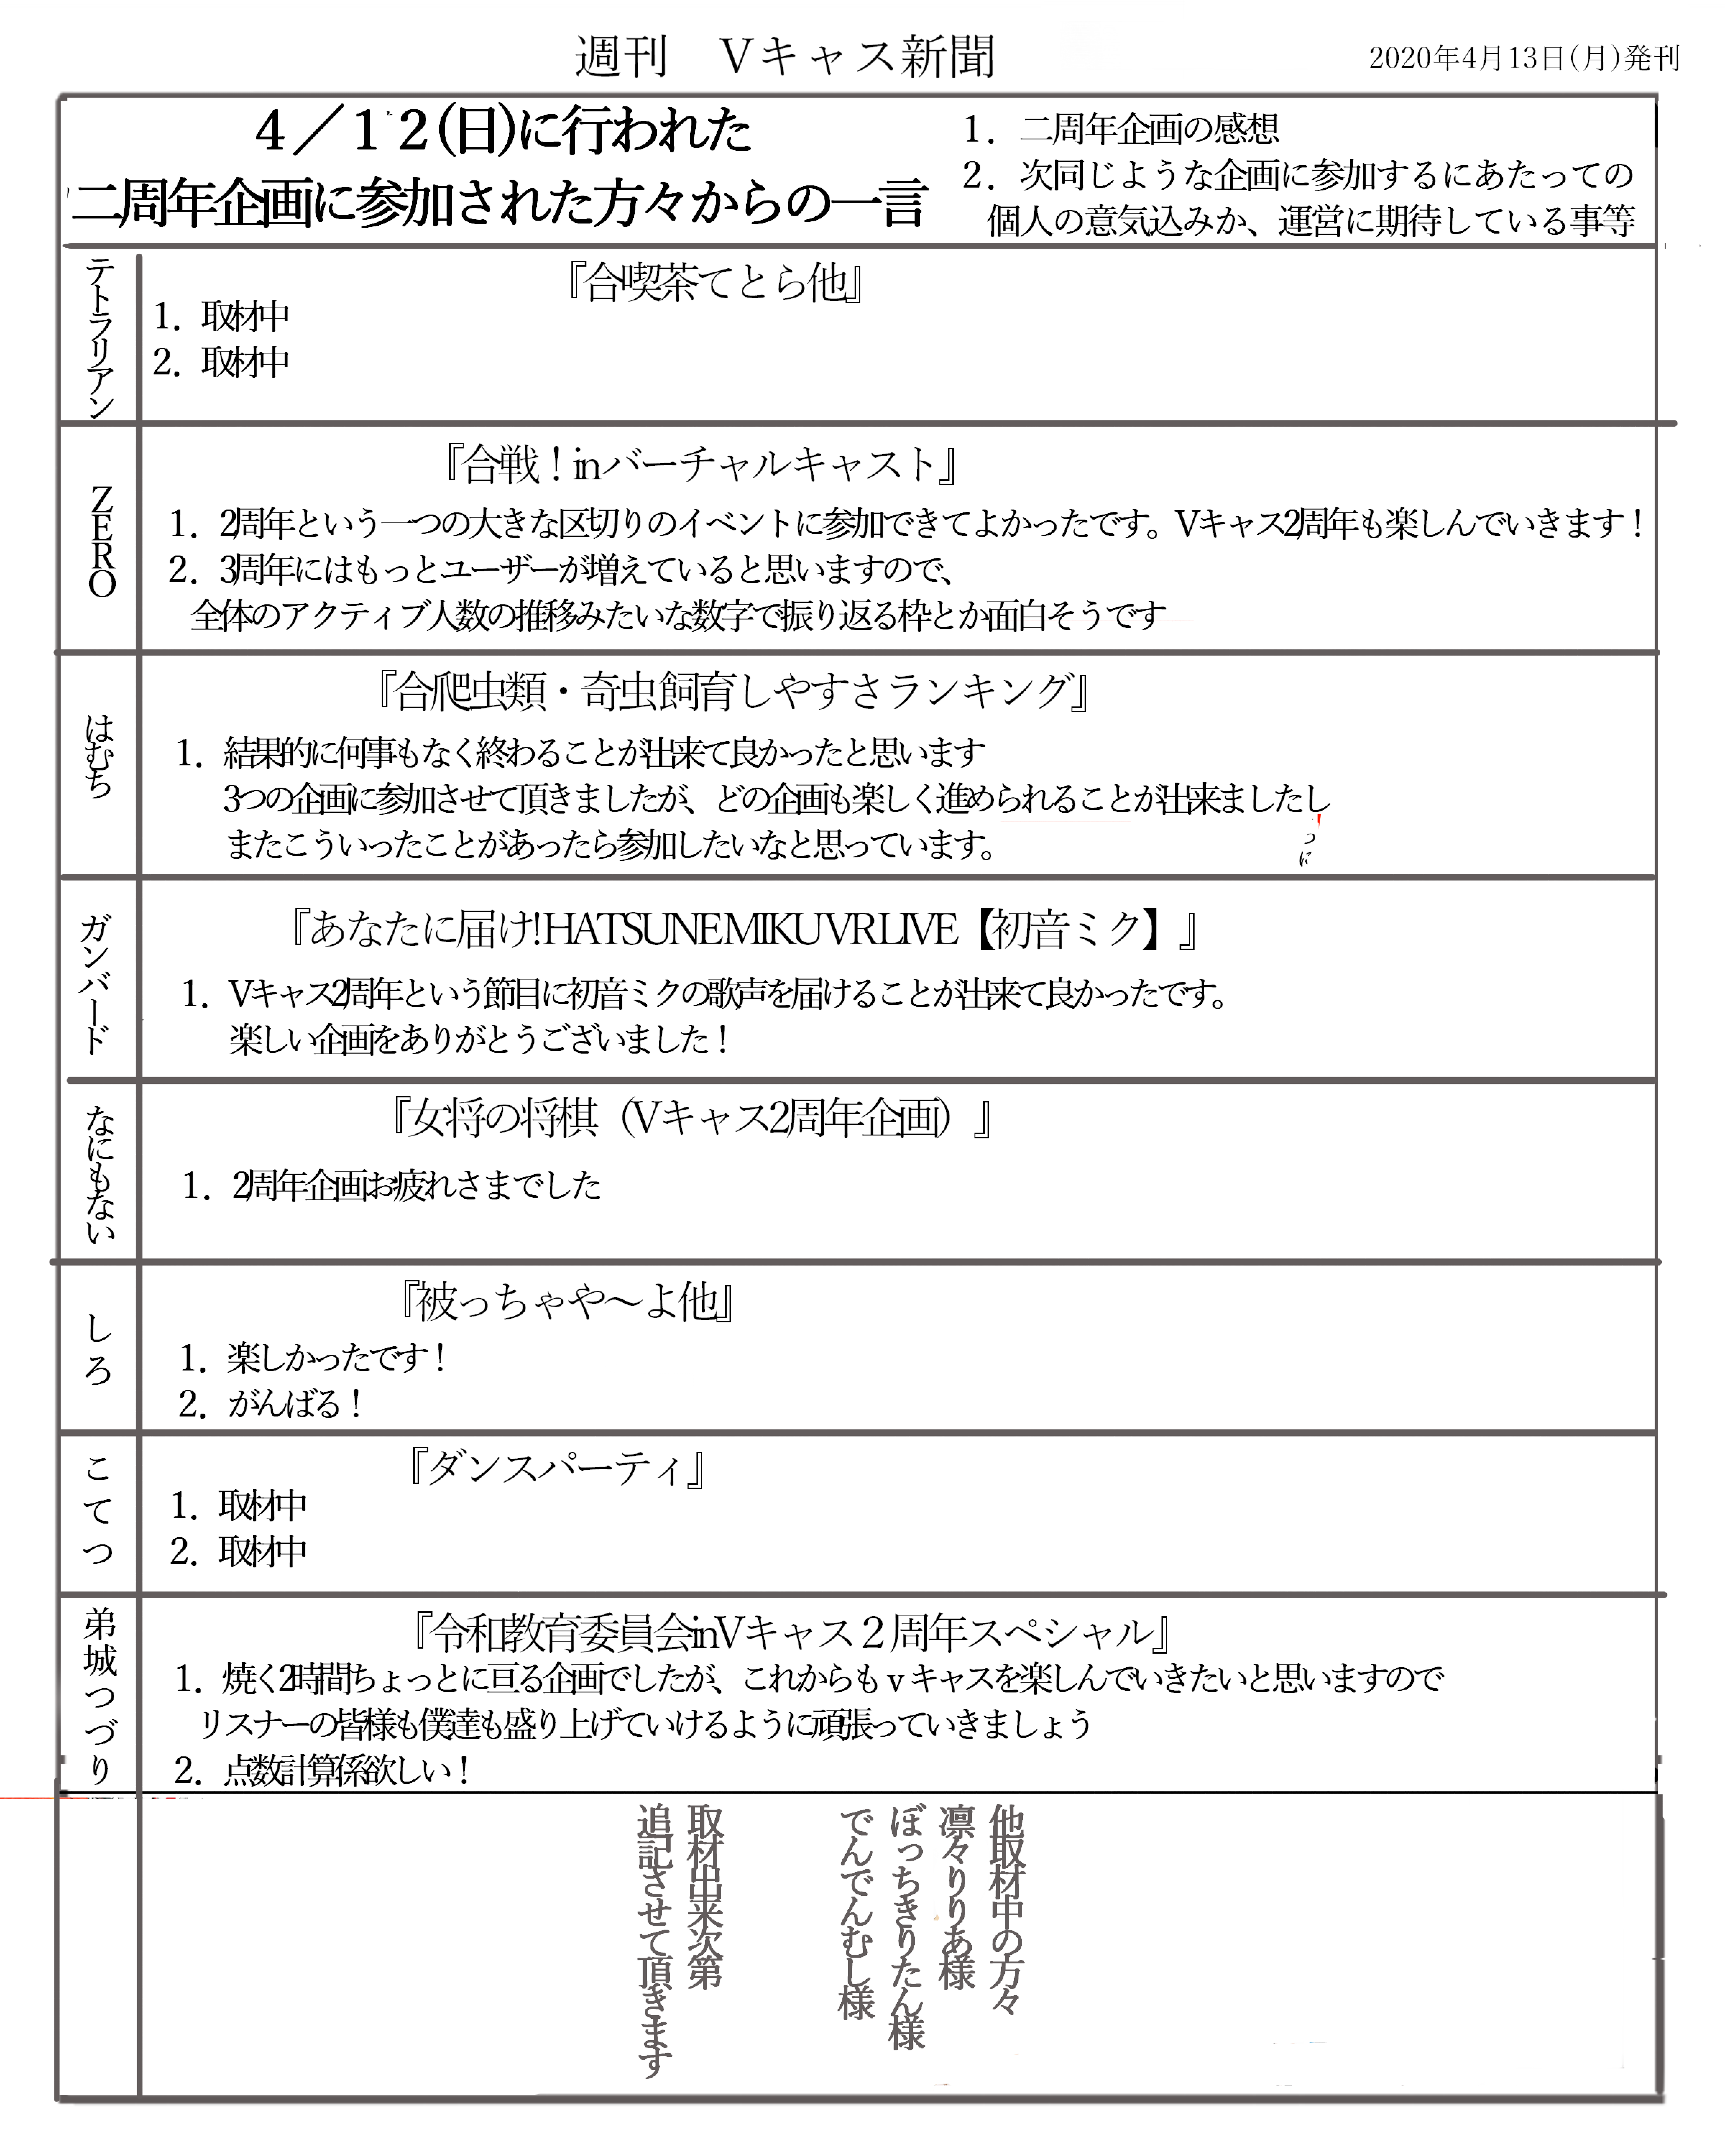 週刊　Vキャス新聞
2020年4月13日(月)発刊
４／１２(日)に行われた
二周年企画に参加された方々からの一言
1．二周年企画の感想
2．次同じような企画に参加するにあたっての
個人の意気込みか、運営に期待している事等
テトラリアン
『合喫茶てとら他』
1．取材中
2．取材中
ZERO
『合戦！inバーチャルキャスト』
1．2周年という一つの大きな区切りのイベントに参加できてよかったです。Vキャス2周年も楽しんでいきます！
2．3周年にはもっとユーザーが増えていると思いますので、
全体のアクティブ人数の推移みたいな数字で振り返る枠とか面白そうです
はむち
『合爬虫類・奇虫飼育しやすさランキング』
1．結果的に何事もなく終わることが出来て良かったと思います
3つの企画に参加させて頂きましたが、どの企画も楽しく進められることが出来ましたし
またこういったことがあったら参加したいなと思っています。
ガンバード
『あなたに届け!HATSUNEMIKUVRLIVE【初音ミク】』
1．Vキャス2周年という節目に初音ミクの歌声を届けることが出来て良かったです。
楽しい企画をありがとうございました！
なにもない
『女将の将棋（Vキャス2周年企画）』
1．2周年企画お疲れさまでした
しろ
『被っちゃや～よ他』
1．楽しかったです！
2．がんばる！
こてつ
『ダンスパーティ』
1．取材中
2．取材中
弟城つづり
『令和教育委員会inVキャス２周年スペシャル』
1．焼く2時間ちょっとに亘る企画でしたが、これからもｖキャスを楽しんでいきたいと思いますので
リスナーの皆様も僕達も盛り上げていけるように頑張っていきましょう
2．点数計算係欲しい！
他取材中の方々
凛々りりあ様
ぼっちきりたん様
でんでんむし様
取材出来次第
追記させて頂きます